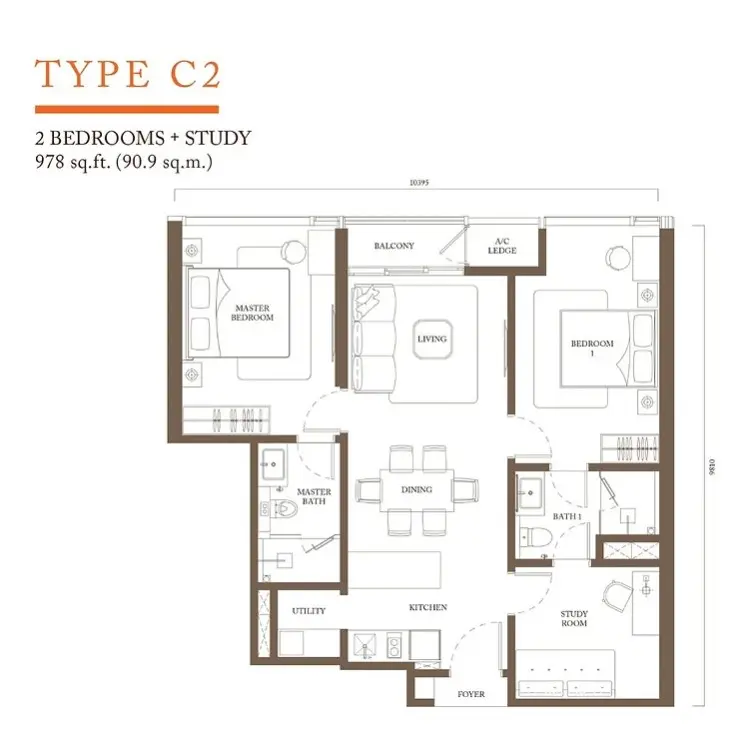 TYPE C2
2 BEDROOMS + STUDY
978 sq.ft. (90.9 sq.m.)
10395
BALCONY
A/C
LEDGE
MASTER
BEDROOM
LIVING
BEDROOM
1
9810
MASTER
BATH
DINING
BATH 1
UTILITY
KITCHEN
STUDY
ROOM
FOYER